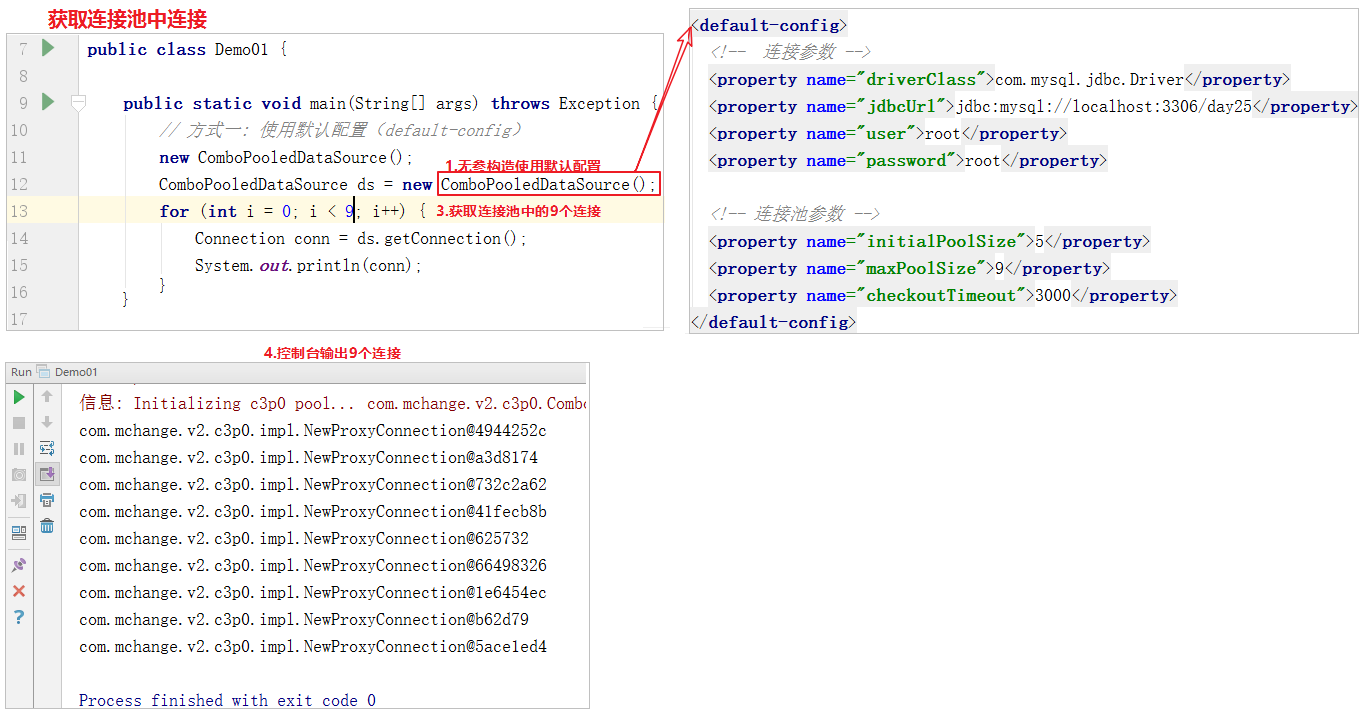 获取连接池中连接
7 public class Demo01 {
8
9 public static void main(String[] args) throws Exception {
10 // 方式一: 使用默认配置（default-config）
11 new ComboPooledDataSource();
1.无参构造使用默认配置
12 ComboPooledDataSource ds = new ComboPooledDataSource();
13 for (int i = 0; i < 9; i++) { 3.获取连接池中的9个连接
14 Connection conn = ds.getConnection();
15 System.out.println(conn);
16 }
}
17
<default-config>
<!-- 连接参数 -->
<property name="driverClass">com.mysql.jdbc.Driver</property>
<property name="jdbcUrl">jdbc:mysql://localhost:3306/day25</property>
<property name="user">root</property>
<property name="password">root</property>
<!-- 连接池参数 -->
<property name="initialPoolSize">5</property>
<property name="maxPoolSize">9</property>
<property name="checkoutTimeout">3000</property>
</default-config>
4.控制台输出9个连接
Run Demo01
信息: Initializing c3p0 pool... com.mchange.v2.c3p0.Combo
com.mchange.v2.c3p0.impl.NewProxyConnection@4944252c
com.mchange.v2.c3p0.impl.NewProxyConnection@a3d8174
com.mchange.v2.c3p0.impl.NewProxyConnection@732c2a62
com.mchange.v2.c3p0.impl.NewProxyConnection@41fecb8b
com.mchange.v2.c3p0.impl.NewProxyConnection@625732
com.mchange.v2.c3p0.impl.NewProxyConnection@66498326
com.mchange.v2.c3p0.impl.NewProxyConnection@1e6454ec
com.mchange.v2.c3p0.impl.NewProxyConnection@b62d79
com.mchange.v2.c3p0.impl.NewProxyConnection@5ace1ed4
Process finished with exit code 0